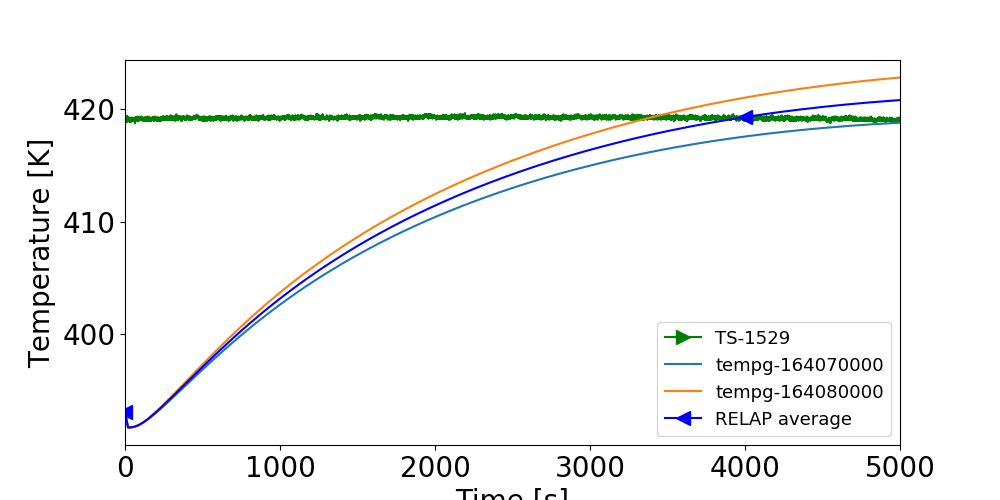 Temperature [K]
420
410
400
0 1000 2000 3000 4000 5000
Time [s]
TS-1529
tempg-164070000
tempg-164080000
RELAP average